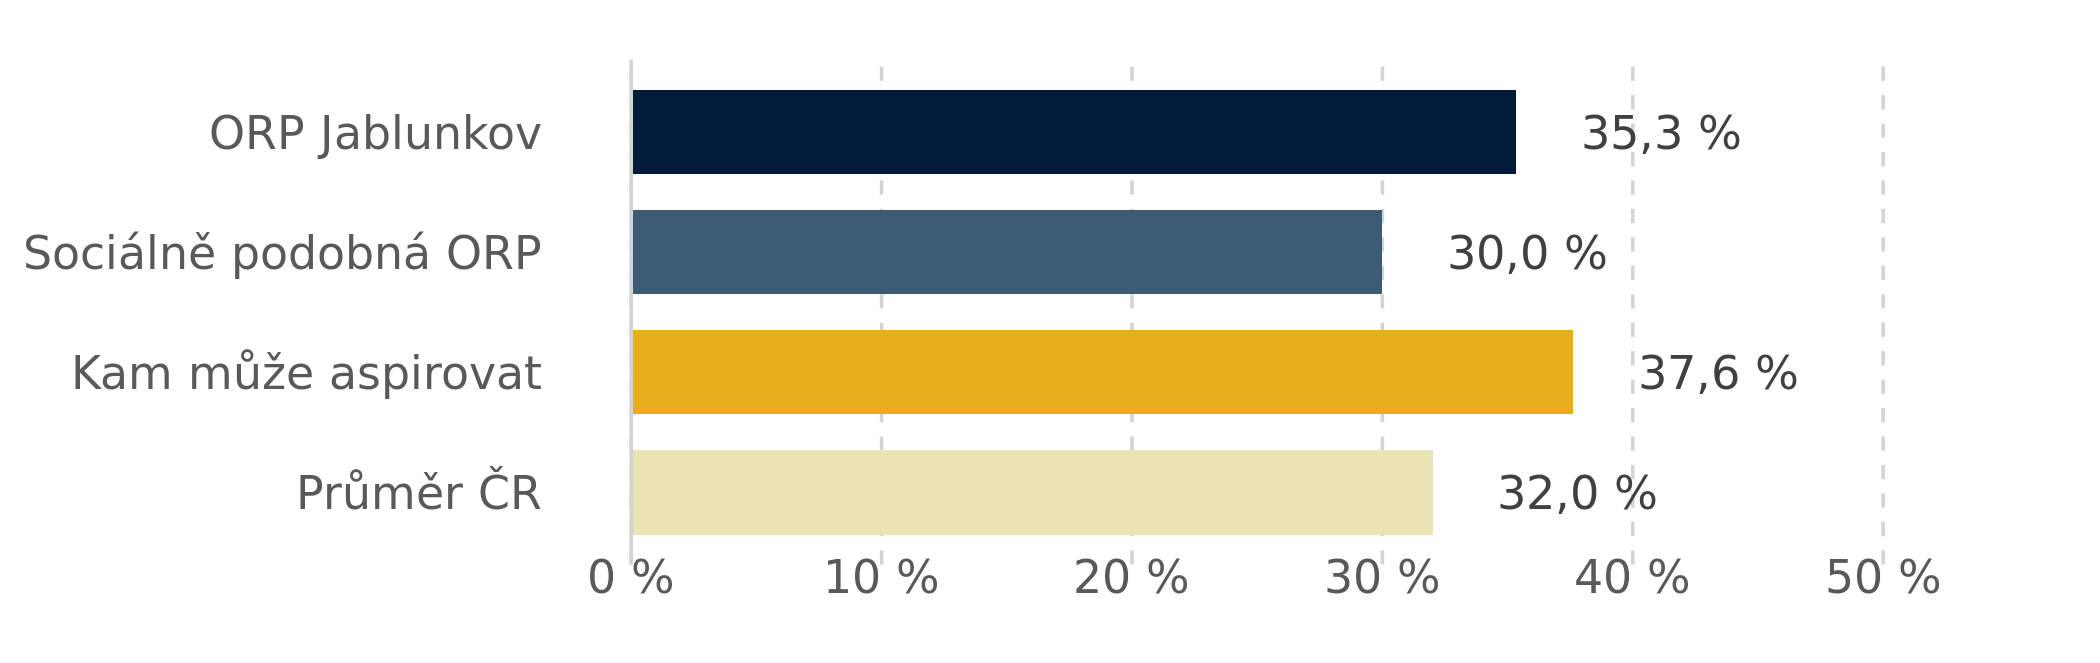 ORP Jablunkov 35,3 %
Sociálně podobná ORP 30,0 %
Kam může aspirovat 37,6 %
Průměr ČR 32,0 %
0 % 10 % 20 % 30 % 40 % 50 %